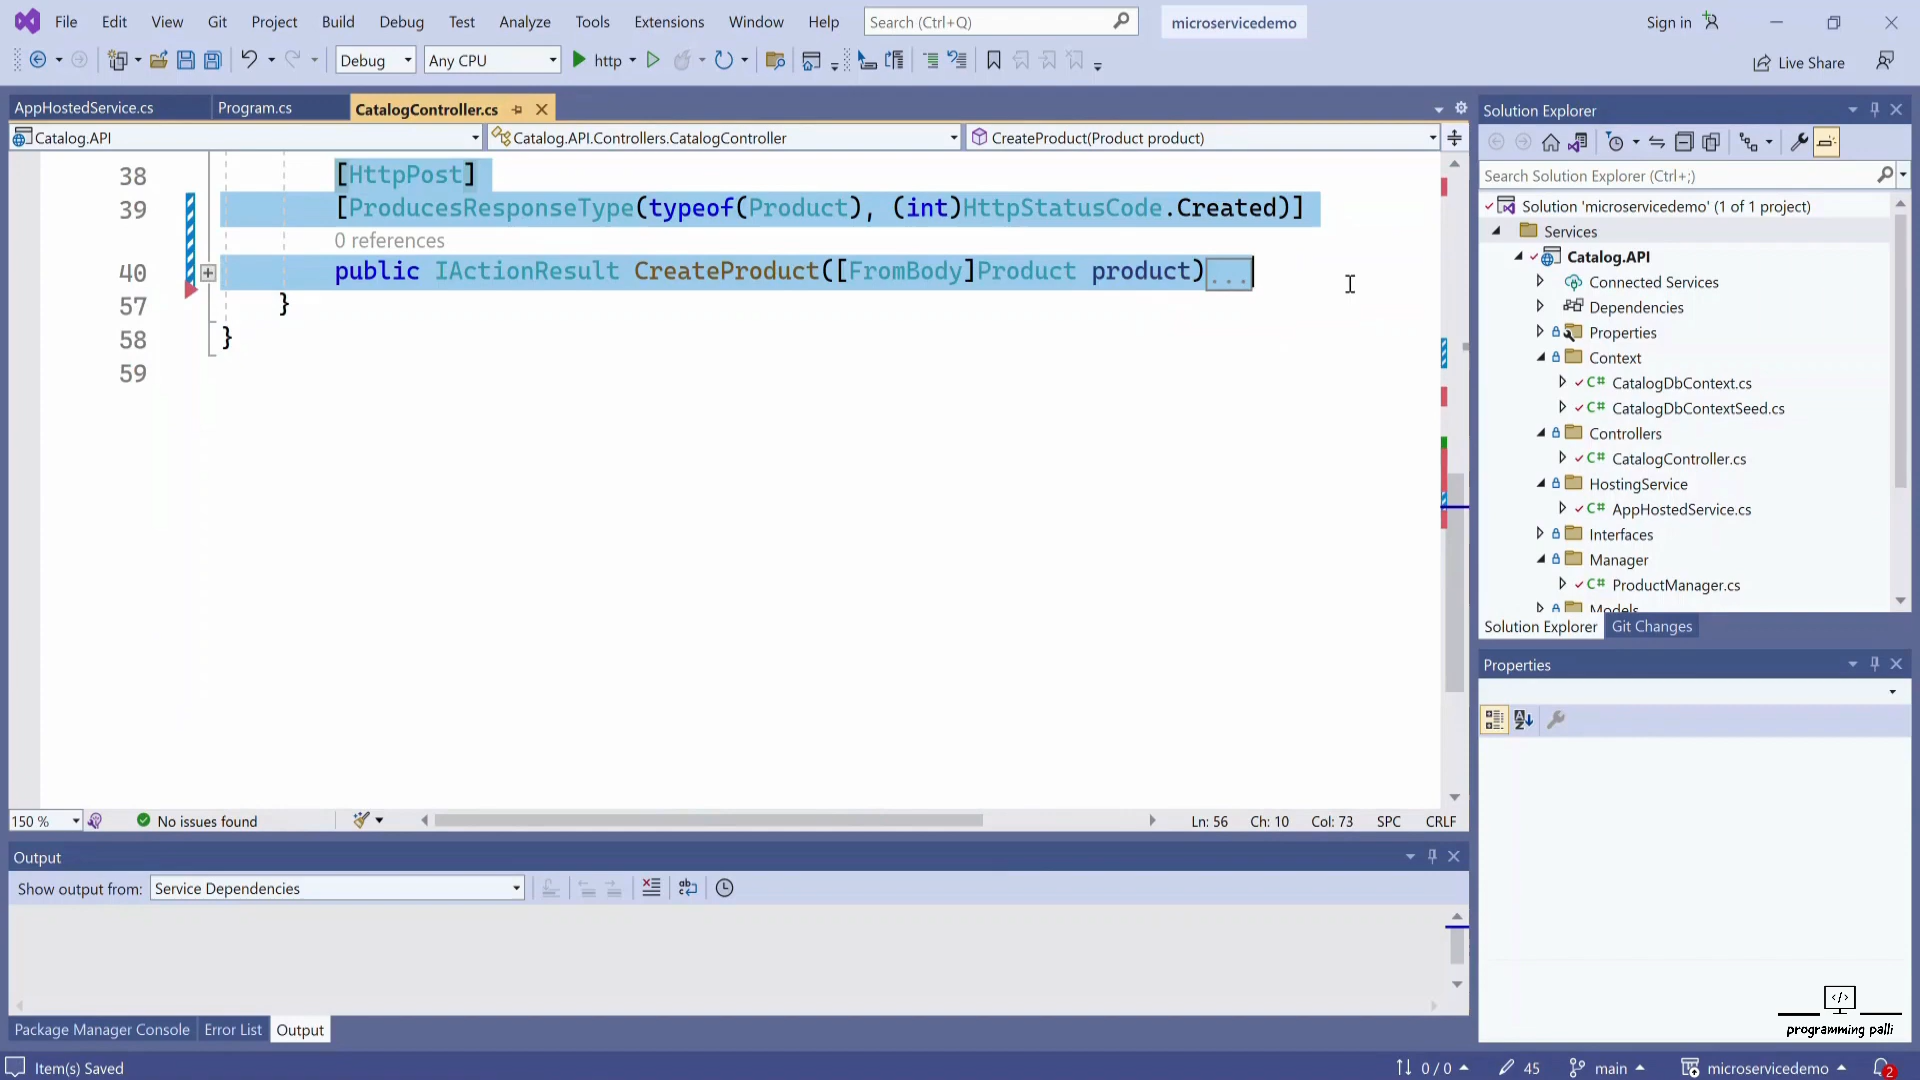 File Edit View Git Project Build Debug Test Analyze Tools Extensions Window Help Search (Ctrl+Q) microservicedemo Sign in
Debug Any CPU http Live Share
AppHostedService.cs Program.cs CatalogController.cs
Catalog.API Catalog.API.Controllers.CatalogController CreateProduct(Product product)
38 [HttpPost]
39 [ProducesResponseType(typeof(Product), (int)HttpStatusCode.Created)]
0 references
40 public IActionResult CreateProduct([FromBody]Product product)...
57 }
58 }
59
150 % No issues found Ln: 56 Ch: 10 Col: 73 SPC CRLF
Output
Show output from: Service Dependencies
Package Manager Console Error List Output
Solution Explorer
Search Solution Explorer (Ctrl+;)
Solution 'microservicedemo' (1 of 1 project)
Services
Catalog.API
Connected Services
Dependencies
Properties
Context
C# CatalogDbContext.cs
C# CatalogDbContextSeed.cs
Controllers
C# CatalogController.cs
HostingService
C# AppHostedService.cs
Interfaces
Manager
C# ProductManager.cs
Models
Solution Explorer Git Changes
Properties
</> programming palli
Item(s) Saved 0 / 0 45 main microservicedemo 2